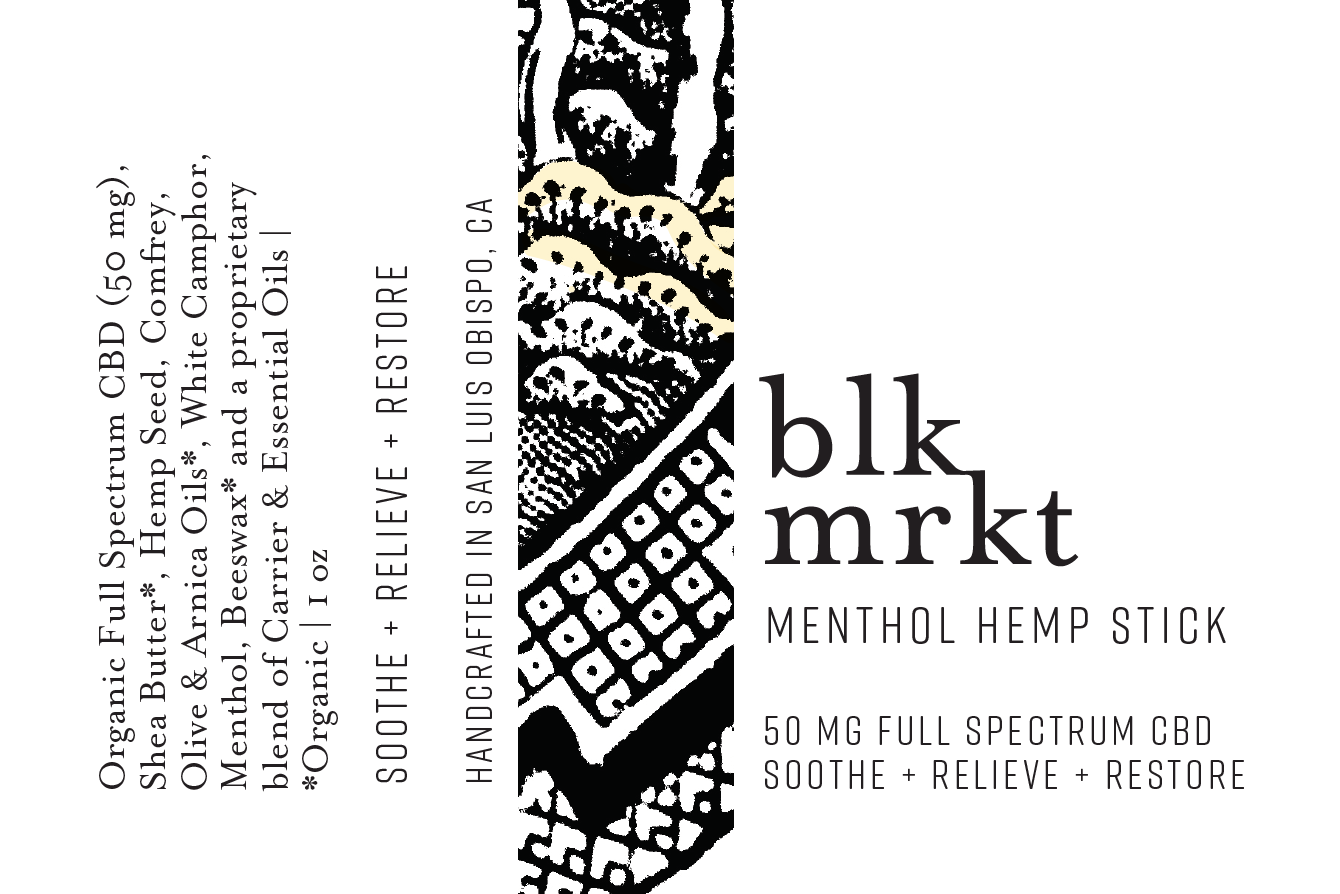 Organic Full Spectrum CBD (50 mg),
Shea Butter*, Hemp Seed, Comfrey,
Olive & Arnica Oils*, White Camphor,
Menthol, Beeswax* and a proprietary
blend of Carrier & Essential Oils |
*Organic | 1 oz
SOOTHE + RELIEVE + RESTORE
HANDCRAFTED IN SAN LUIS OBISPO, CA
blk
mrkt
MENTHOL HEMP STICK
50 MG FULL SPECTRUM CBD
SOOTHE + RELIEVE + RESTORE